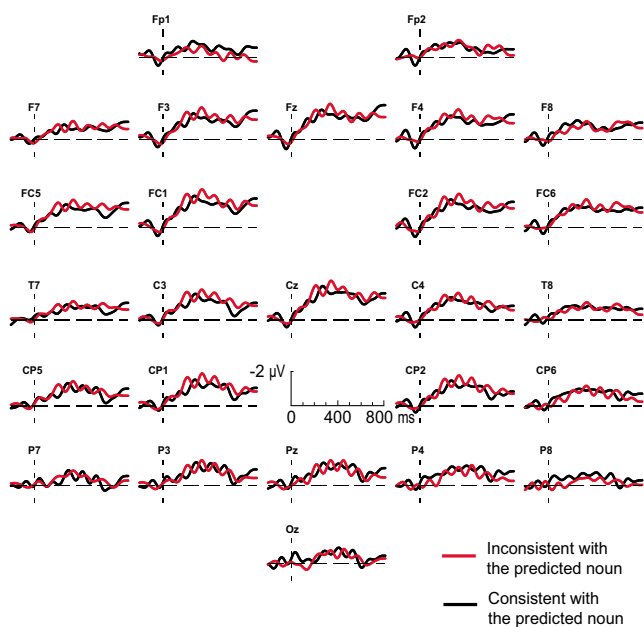 Fp1 Fp2
F7 F3 Fz F4 F8
FC5 FC1 FC2 FC6
T7 C3 Cz C4 T8
CP5 CP1 -2 µV CP2 CP6
0 400 800 ms
P7 P3 Pz P4 P8
Oz
Inconsistent with
the predicted noun
Consistent with
the predicted noun